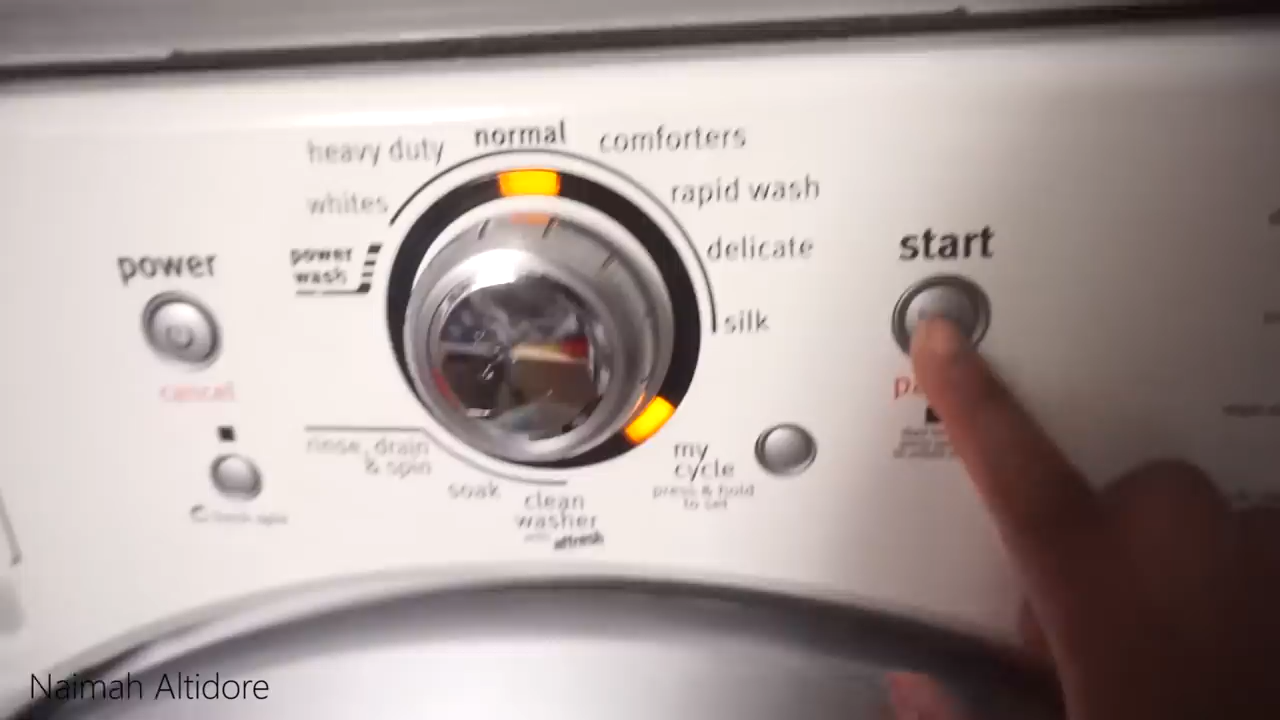 normal
heavy duty
comforters
whites
rapid wash
power
wash
delicate
silk
power
cancel
start
rinse, drain
& spin
soak
clean
washer
affresh
my
cycle
press & hold
to set
Naimah Altidore